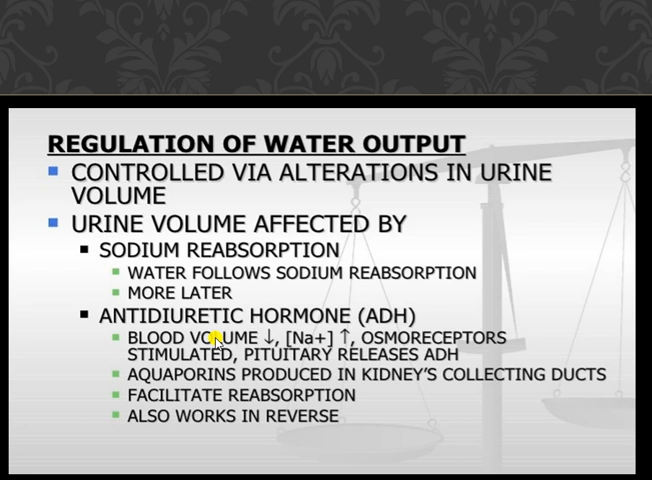 REGULATION OF WATER OUTPUT
CONTROLLED VIA ALTERATIONS IN URINE
VOLUME
URINE VOLUME AFFECTED BY
SODIUM REABSORPTION
WATER FOLLOWS SODIUM REABSORPTION
MORE LATER
ANTIDIURETIC HORMONE (ADH)
BLOOD VOLUME ↓, [Na+] ↑, OSMORECEPTORS
STIMULATED, PITUITARY RELEASES ADH
AQUAPORINS PRODUCED IN KIDNEY'S COLLECTING DUCTS
FACILITATE REABSORPTION
ALSO WORKS IN REVERSE